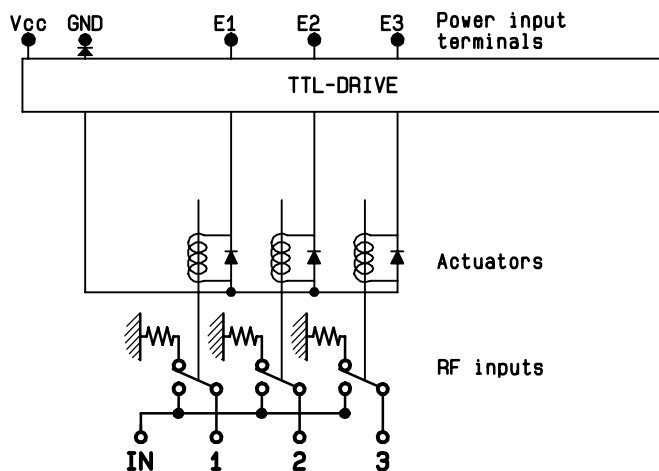 Vcc GND E1 E2 E3 Power input
terminals
TTL-DRIVE
Actuators
RF inputs
IN 1 2 3